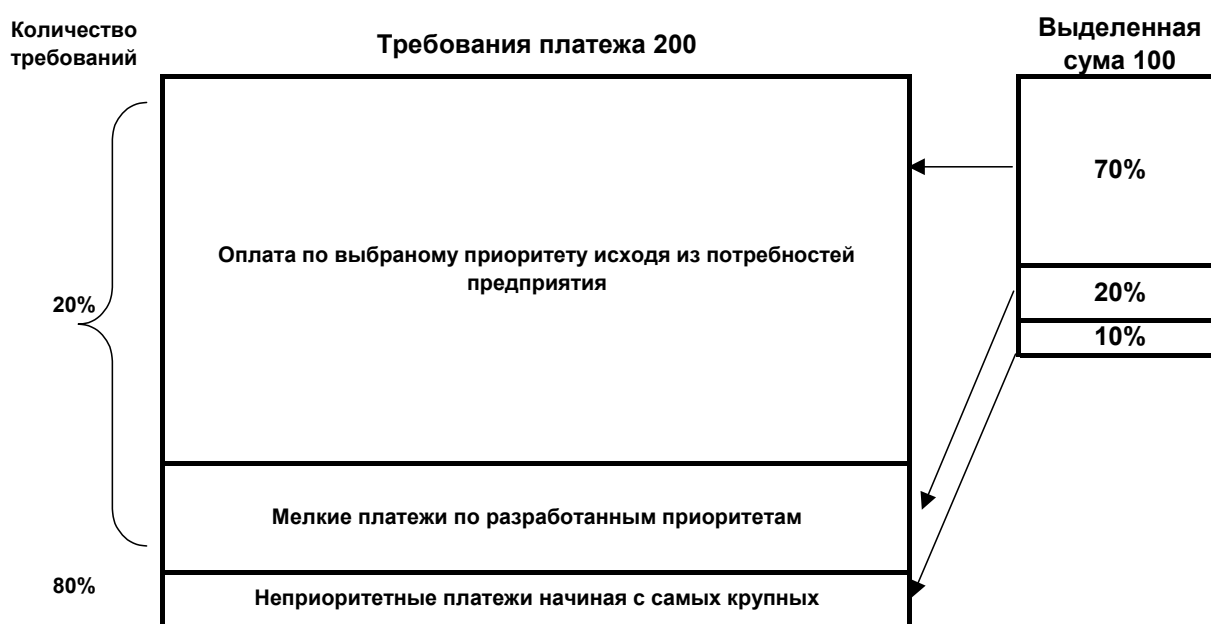 Количество
требований
Требования платежа 200
Выделенная
сума 100
70%
Оплата по выбраному приоритету исходя из потребностей
предприятия
20%
20%
10%
Мелкие платежи по разработанным приоритетам
80%
Неприоритетные платежи начиная с самых крупных